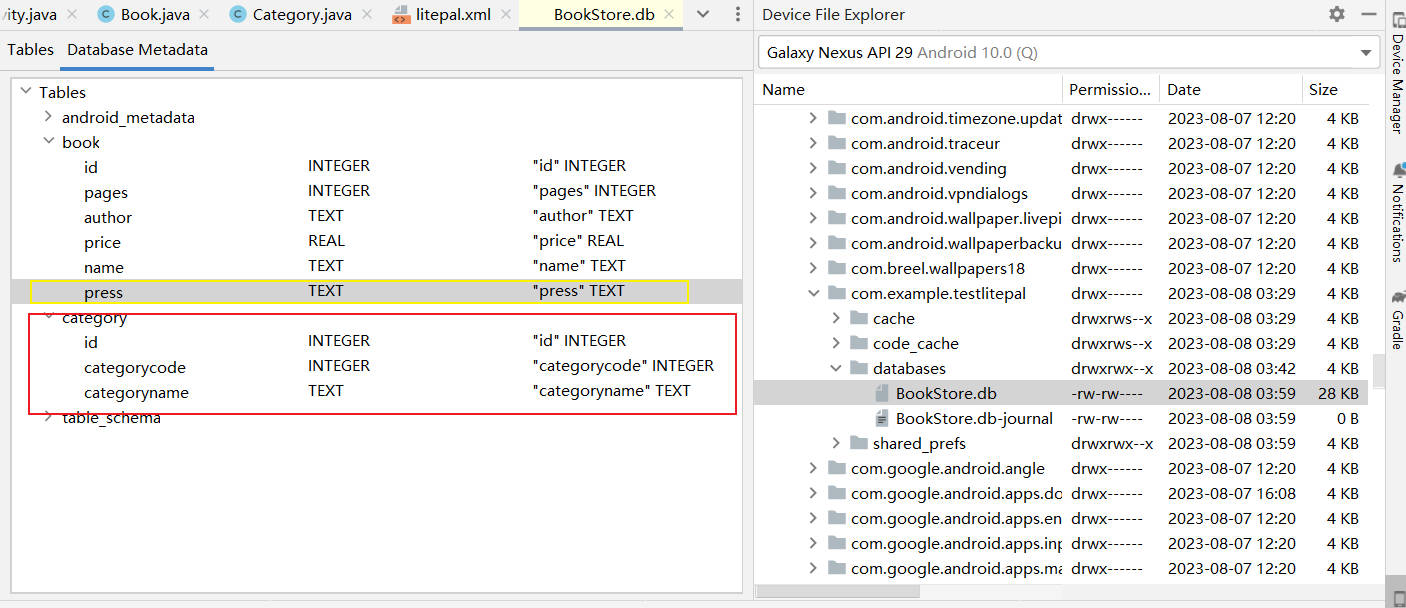 ity.java Book.java Category.java litepal.xml BookStore.db
Tables Database Metadata
Tables
android_metadata
book
id INTEGER "id" INTEGER
pages INTEGER "pages" INTEGER
author TEXT "author" TEXT
price REAL "price" REAL
name TEXT "name" TEXT
press TEXT "press" TEXT
category
id INTEGER "id" INTEGER
categorycode INTEGER "categorycode" INTEGER
categoryname TEXT "categoryname" TEXT
table_schema
Device File Explorer
Galaxy Nexus API 29 Android 10.0 (Q)
Name Permissio... Date Size
com.android.timezone.updat drwx------ 2023-08-07 12:20 4 KB
com.android.traceur drwx------ 2023-08-07 12:20 4 KB
com.android.vending drwx------ 2023-08-07 12:20 4 KB
com.android.vpndialogs drwx------ 2023-08-07 12:20 4 KB
com.android.wallpaper.livepi drwx------ 2023-08-07 12:20 4 KB
com.android.wallpaperbacku drwx------ 2023-08-07 12:20 4 KB
com.breel.wallpapers18 drwx------ 2023-08-07 12:20 4 KB
com.example.testlitepal drwx------ 2023-08-08 03:29 4 KB
cache drwxrws--x 2023-08-08 03:29 4 KB
code_cache drwxrws--x 2023-08-08 03:29 4 KB
databases drwxrwx--x 2023-08-08 03:42 4 KB
BookStore.db -rw-rw---- 2023-08-08 03:59 28 KB
BookStore.db-journal -rw-rw---- 2023-08-08 03:59 0 B
shared_prefs drwxrwx--x 2023-08-08 03:59 4 KB
com.google.android.angle drwx------ 2023-08-07 12:20 4 KB
com.google.android.apps.do drwx------ 2023-08-07 16:08 4 KB
com.google.android.apps.en drwx------ 2023-08-07 12:20 4 KB
com.google.android.apps.inp drwx------ 2023-08-07 12:20 4 KB
com.google.android.apps.ma drwx------ 2023-08-07 12:20 4 KB
Device Manager
Notifications
Gradle